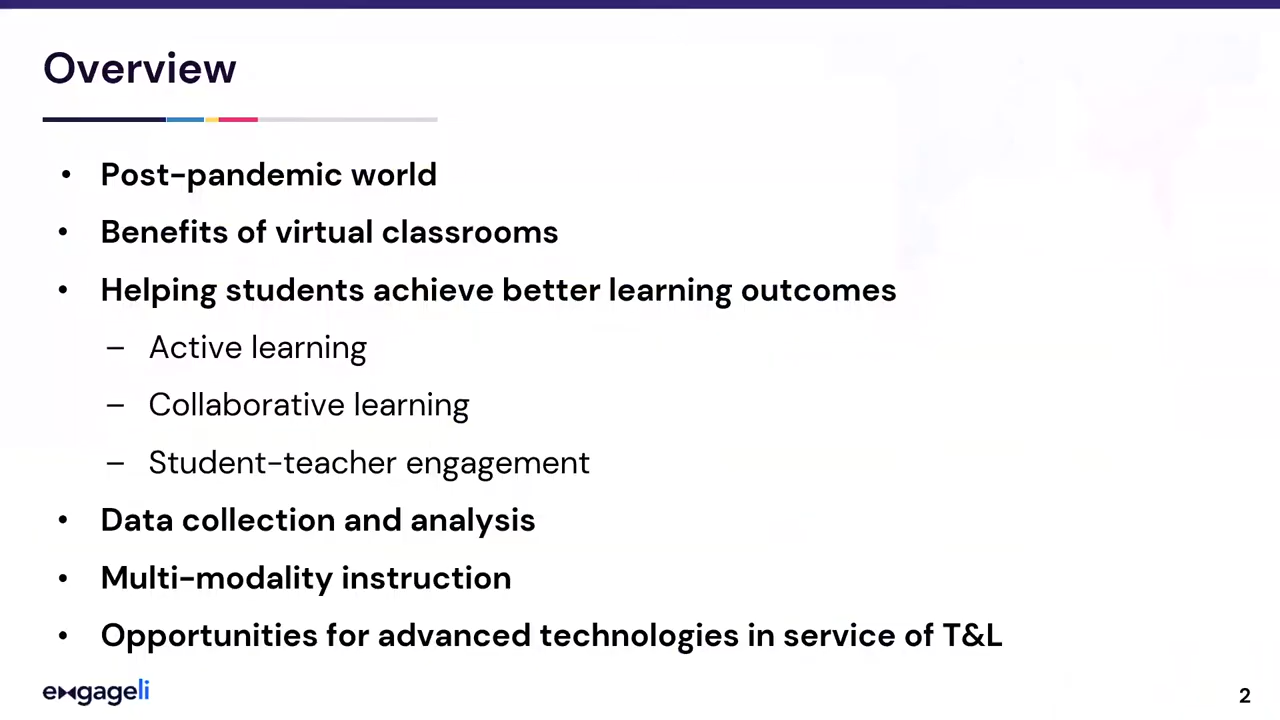 Overview
• Post-pandemic world
• Benefits of virtual classrooms
• Helping students achieve better learning outcomes
– Active learning
– Collaborative learning
– Student-teacher engagement
• Data collection and analysis
• Multi-modality instruction
• Opportunities for advanced technologies in service of T&L
engageli
2